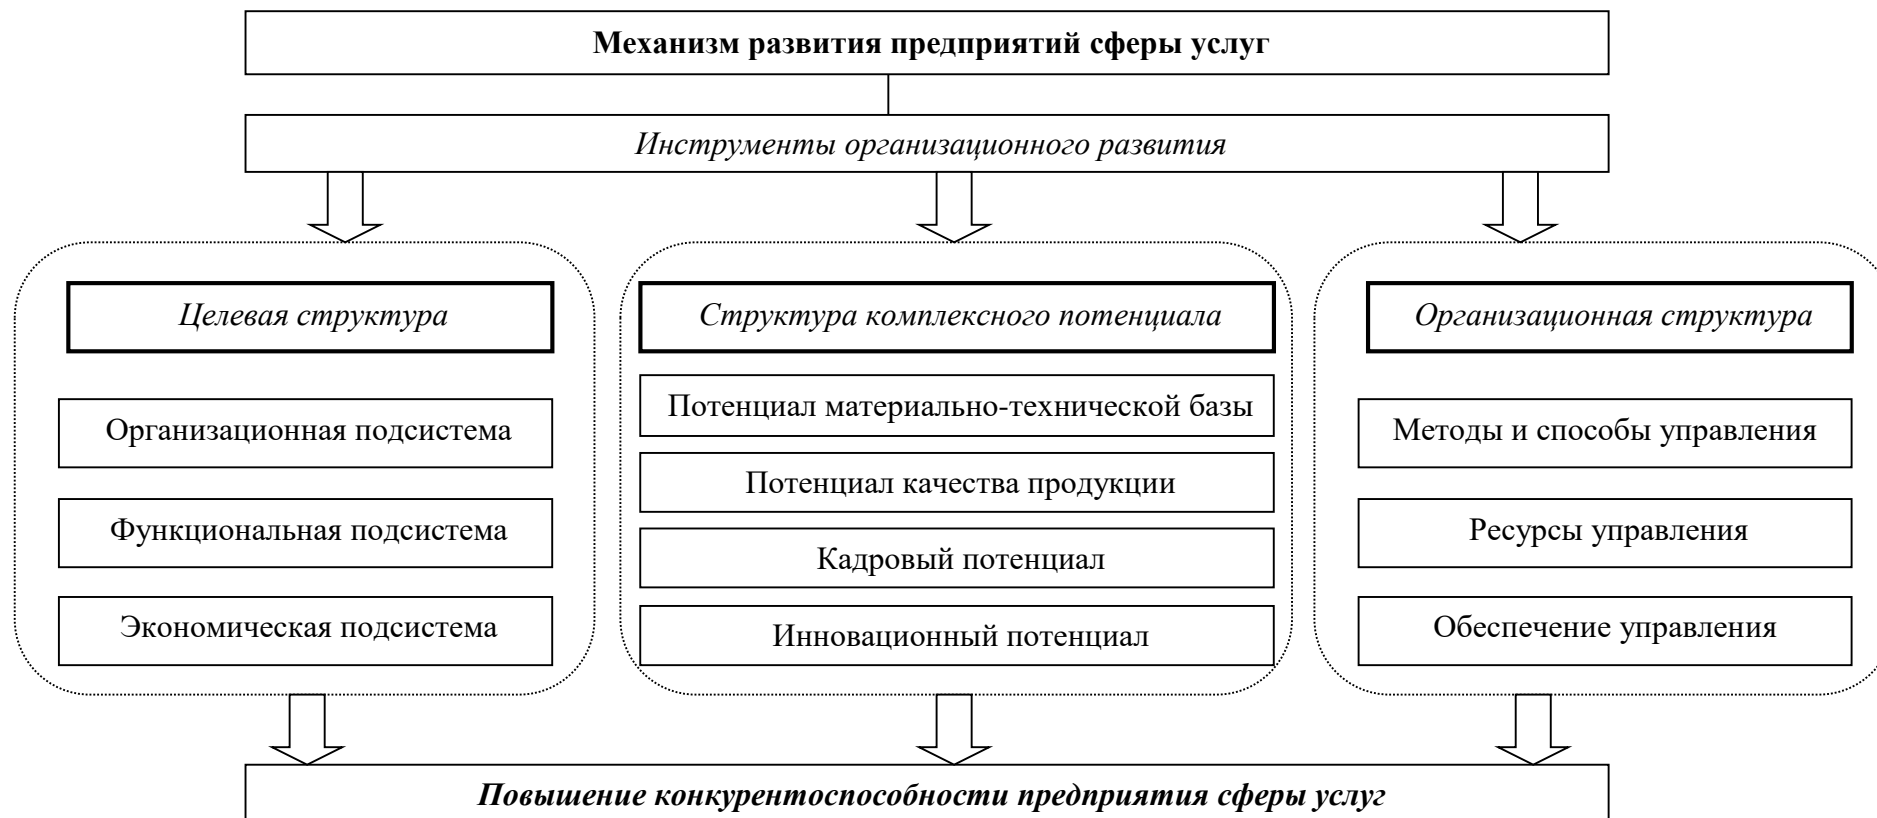 Механизм развития предприятий сферы услуг
Инструменты организационного развития
Целевая структура
Организационная подсистема
Функциональная подсистема
Экономическая подсистема
Структура комплексного потенциала
Потенциал материально-технической базы
Потенциал качества продукции
Кадровый потенциал
Инновационный потенциал
Организационная структура
Методы и способы управления
Ресурсы управления
Обеспечение управления
Повышение конкурентоспособности предприятия сферы услуг